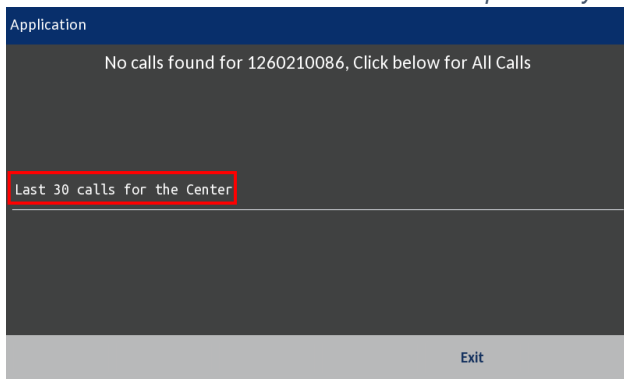 Application
No calls found for 1260210086, Click below for All Calls
Last 30 calls for the Center
Exit